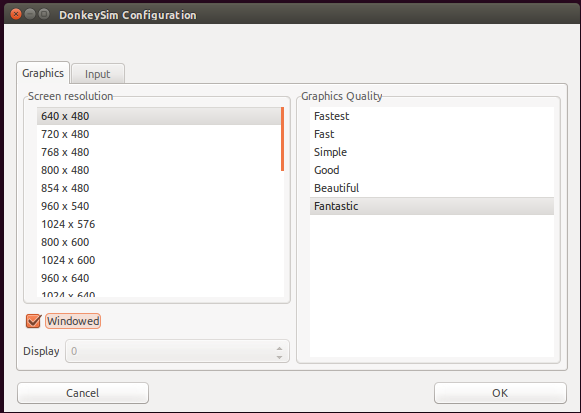 DonkeySim Configuration
Graphics
Input
Screen resolution
640 x 480
720 x 480
768 x 480
800 x 480
854 x 480
960 x 540
1024 x 576
800 x 600
1024 x 600
960 x 640
1024 x 640
Windowed
Display
0
Graphics Quality
Fastest
Fast
Simple
Good
Beautiful
Fantastic
Cancel
OK